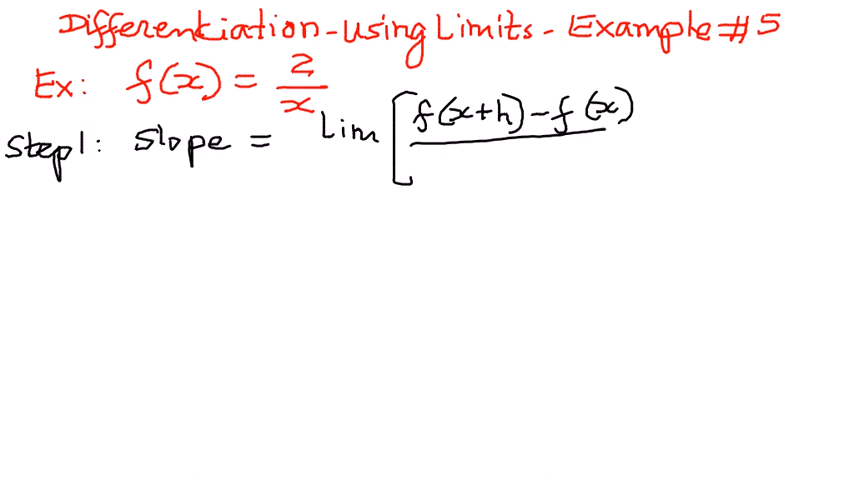 Differentiation-using Limits - Example #5
Ex: f(x) = 2/x
Step1: Slope = Lim [f(x+h)-f(x)